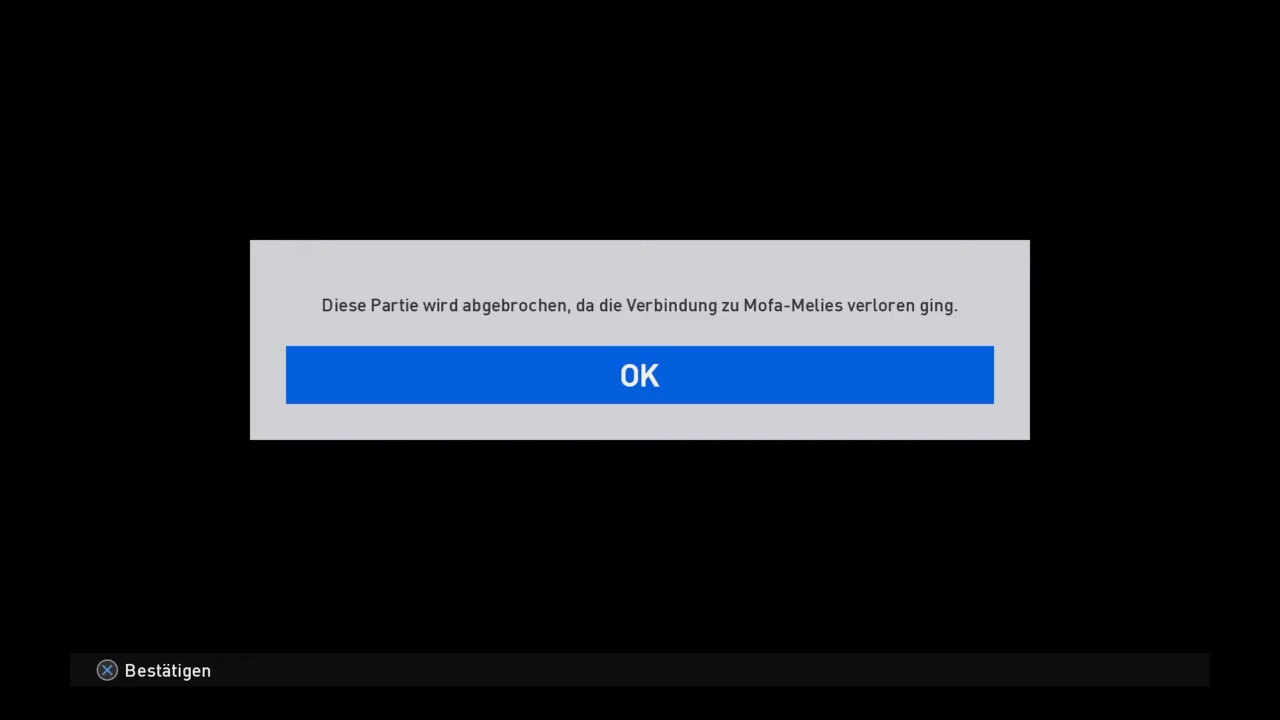 Diese Partie wird abgebrochen, da die Verbindung zu Mofa-Melies verloren ging.
OK
Bestätigen